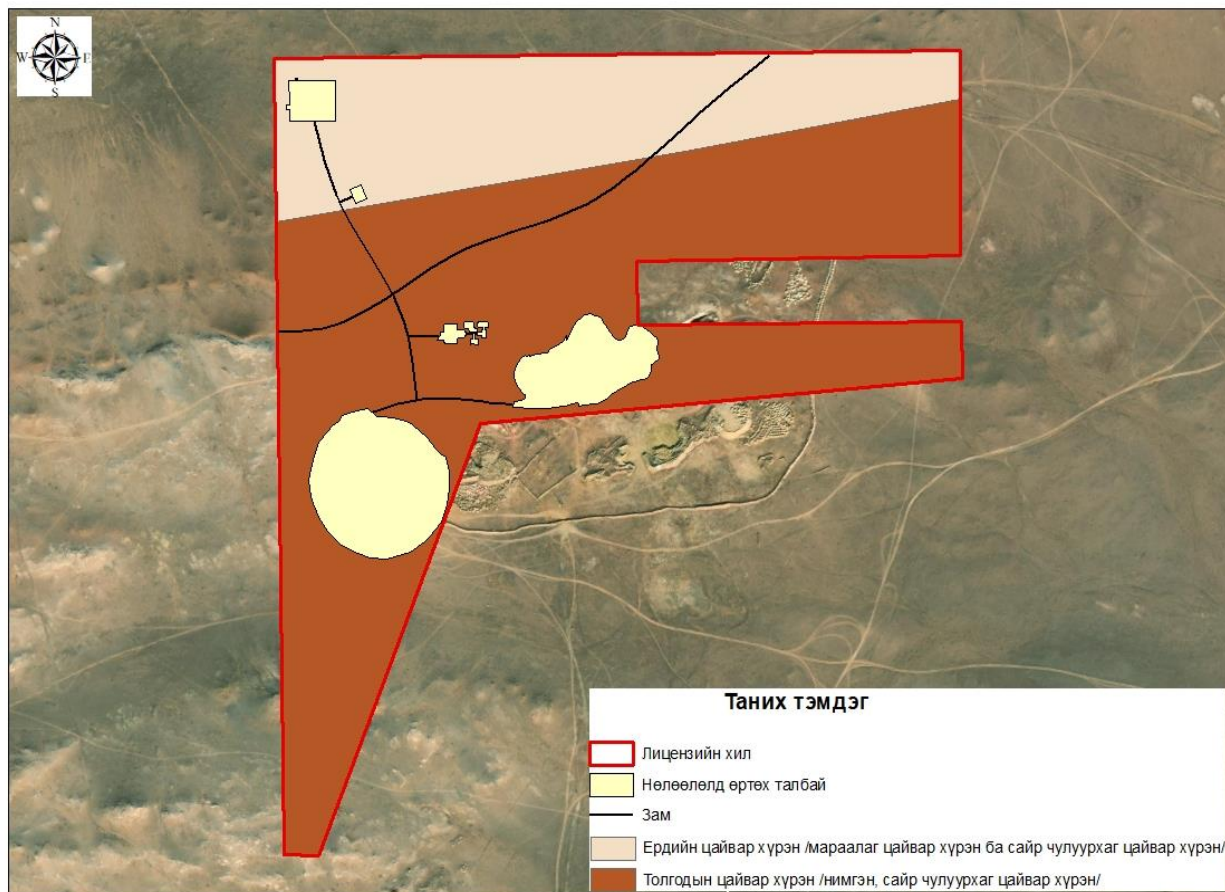 N
W E
S
Таних тэмдэг
Лицензийн хил
Нөлөөлөлд өртөх талбай
Зам
Ердийн цайвар хүрэн /мараалаг цайвар хүрэн ба сайр чулуурхаг цайвар хүрэн/
Толгодын цайвар хүрэн /нимгэн, сайр чулуурхаг цайвар хүрэн/